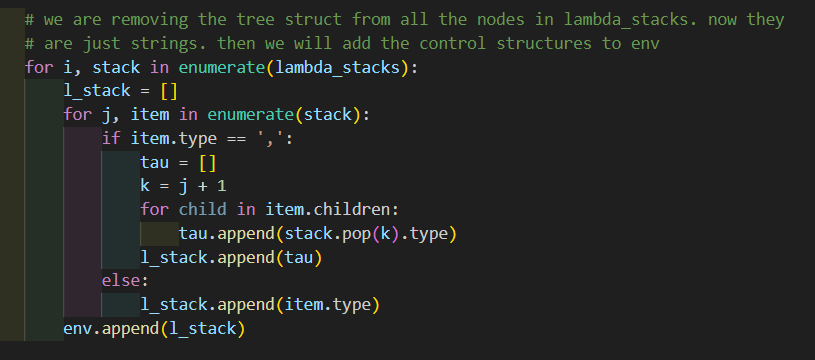 # we are removing the tree struct from all the nodes in lambda_stacks. now they
# are just strings. then we will add the control structures to env
for i, stack in enumerate(lambda_stacks):
    l_stack = []
    for j, item in enumerate(stack):
        if item.type == ',':
            tau = []
            k = j + 1
            for child in item.children:
                tau.append(stack.pop(k).type)
            l_stack.append(tau)
        else:
            l_stack.append(item.type)
    env.append(l_stack)